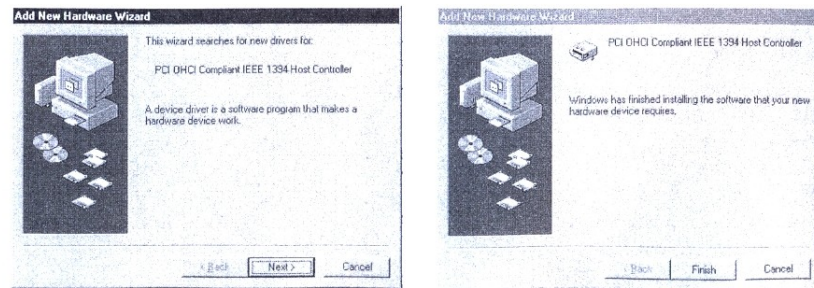 Add New Hardware Wizard
This wizard searches for new drivers for:
PCI OHCI Compliant IEEE 1394 Host Controller
A device driver is a software program that makes a
hardware device work.
< Back
Next >
Cancel
Add New Hardware Wizard
PCI OHCI Compliant IEEE 1394 Host Controller
Windows has finished installing the software that your new
hardware device requires.
< Back
Finish
Cancel